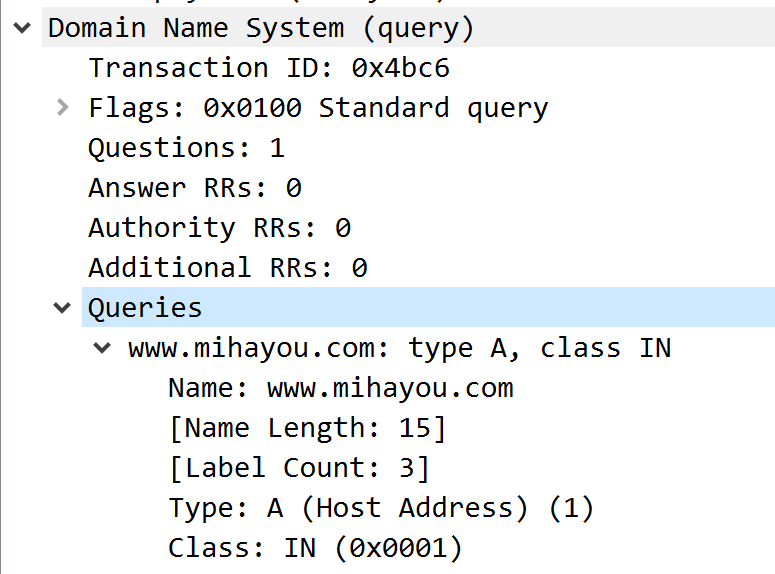 Domain Name System (query)
Transaction ID: 0x4bc6
Flags: 0x0100 Standard query
Questions: 1
Answer RRs: 0
Authority RRs: 0
Additional RRs: 0
Queries
www.mihayou.com: type A, class IN
Name: www.mihayou.com
[Name Length: 15]
[Label Count: 3]
Type: A (Host Address) (1)
Class: IN (0x0001)